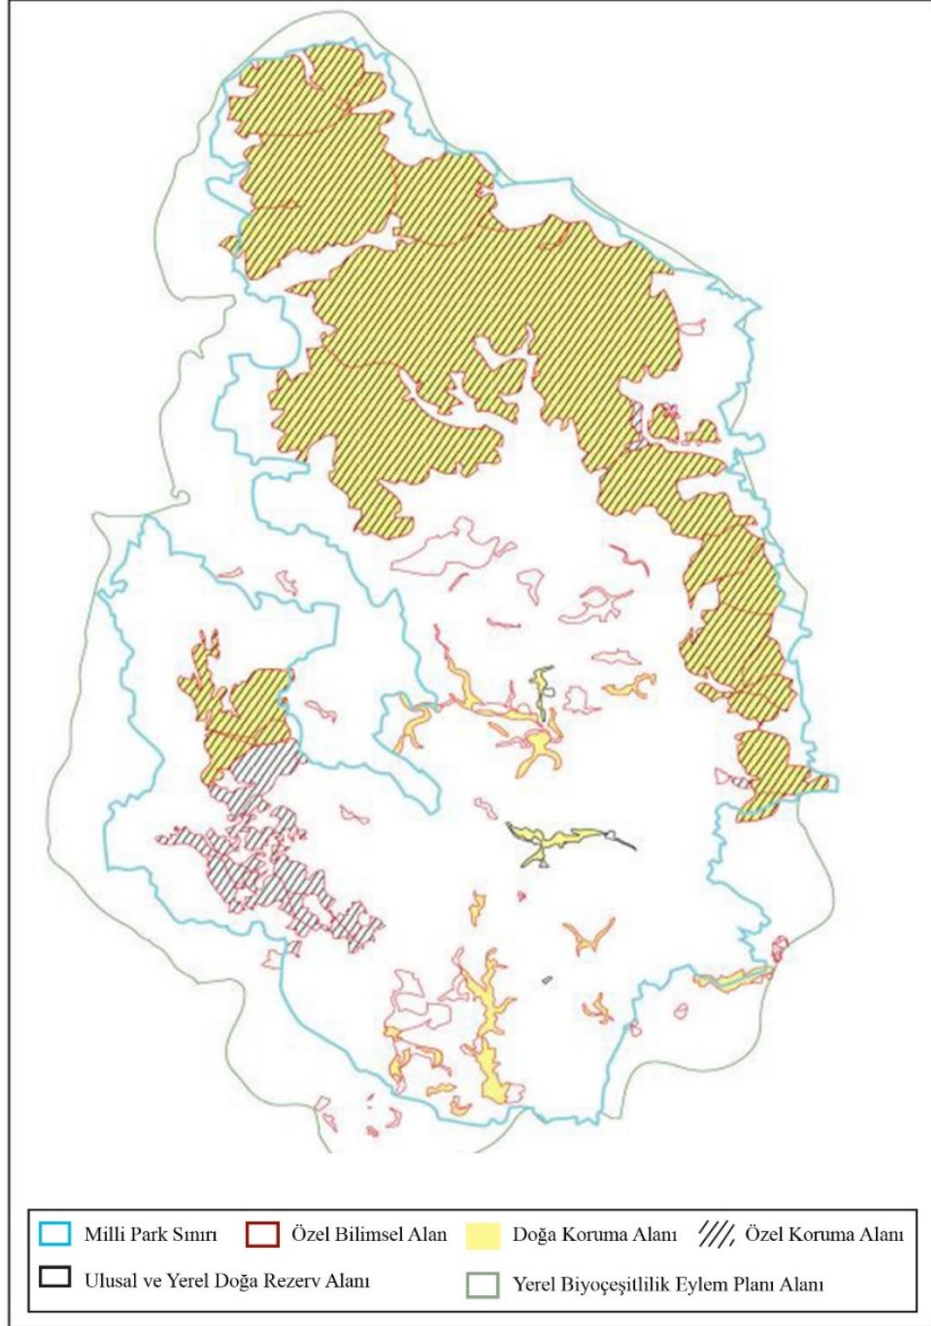 Milli Park Sınırı Özel Bilimsel Alan Doğa Koruma Alanı Özel Koruma Alanı
Ulusal ve Yerel Doğa Rezerv Alanı Yerel Biyoçeşitlilik Eylem Planı Alanı